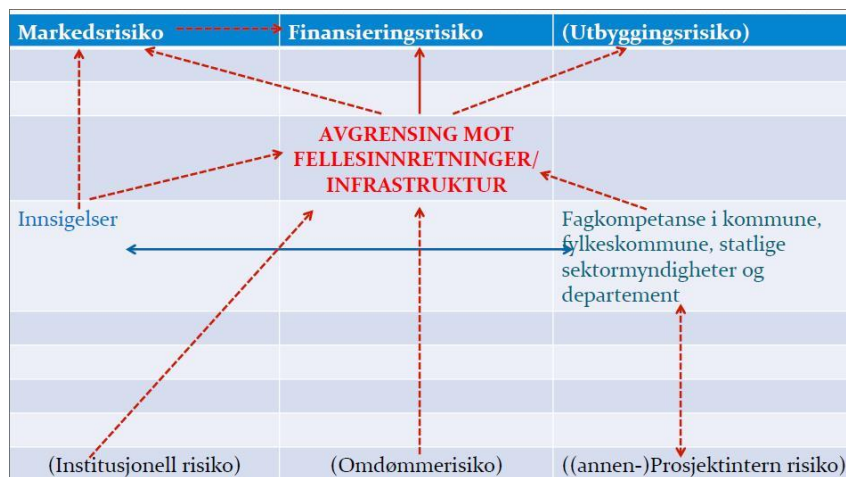 Markedsrisiko
Finansieringsrisiko
(Utbyggingsrisiko)
AVGRENSING MOT
FELLESINNRETNINGER/
INFRASTRUKTUR
Innsigelser
Fagkompetanse i kommune,
fylkeskommune, statlige
sektormyndigheter og
departement
(Institusjonell risiko)
(Omdømmerisiko)
((annen-)Prosjektintern risiko)